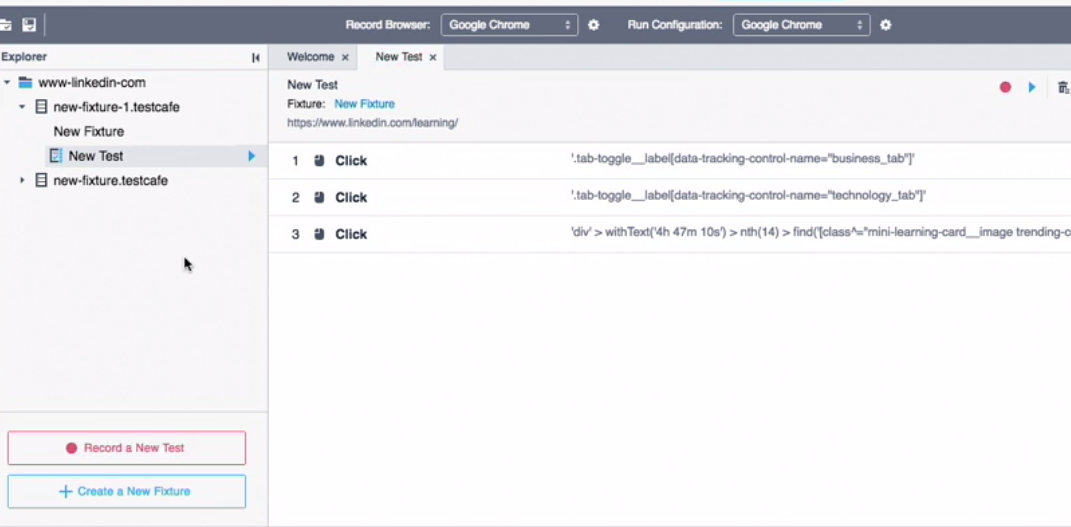 Record Browser: Google Chrome Run Configuration: Google Chrome
Explorer
www-linkedin-com
new-fixture-1.testcafe
New Fixture
New Test
new-fixture.testcafe
Record a New Test
Create a New Fixture
Welcome × New Test ×
New Test
Fixture: New Fixture
https://www.linkedin.com/learning/
1 Click '.tab-toggle__label[data-tracking-control-name="business_tab"]'
2 Click '.tab-toggle__label[data-tracking-control-name="technology_tab"]'
3 Click 'div' > withText('4h 47m 10s') > nth(14) > find('[class^="mini-learning-card__image trending-c